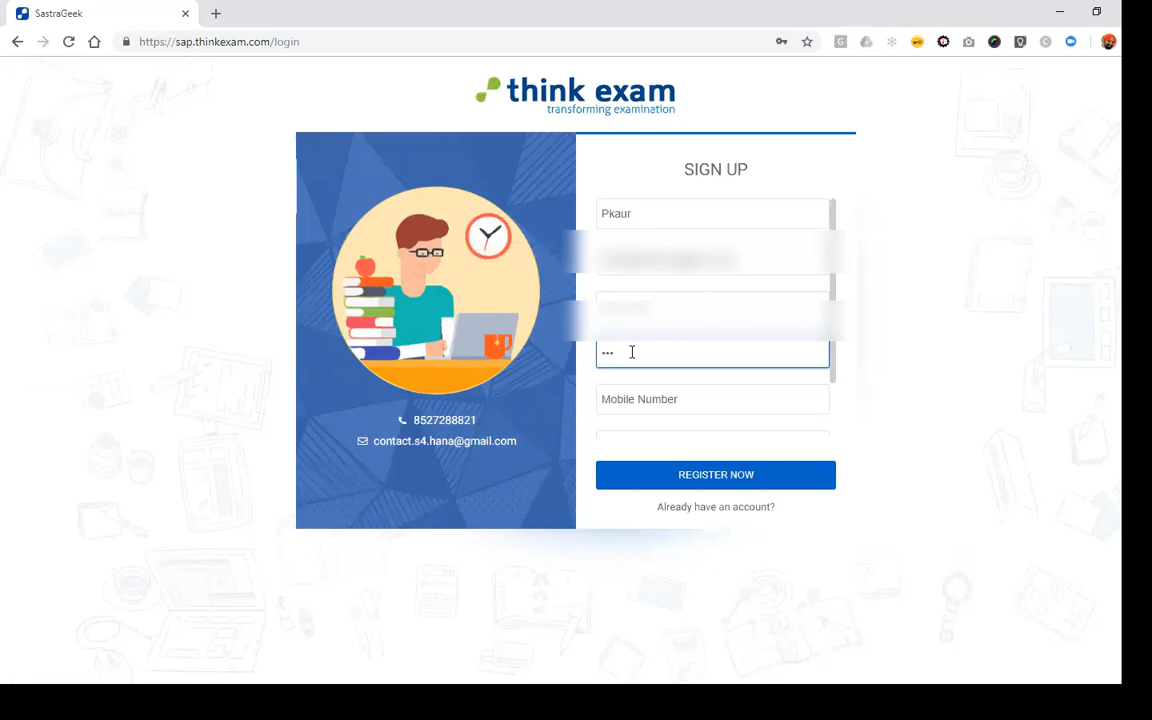 SastraGeek
https://sap.thinkexam.com/login
think exam
transforming examination
SIGN UP
Pkaur
•••
Mobile Number
8527288821
contact.s4.hana@gmail.com
REGISTER NOW
Already have an account?